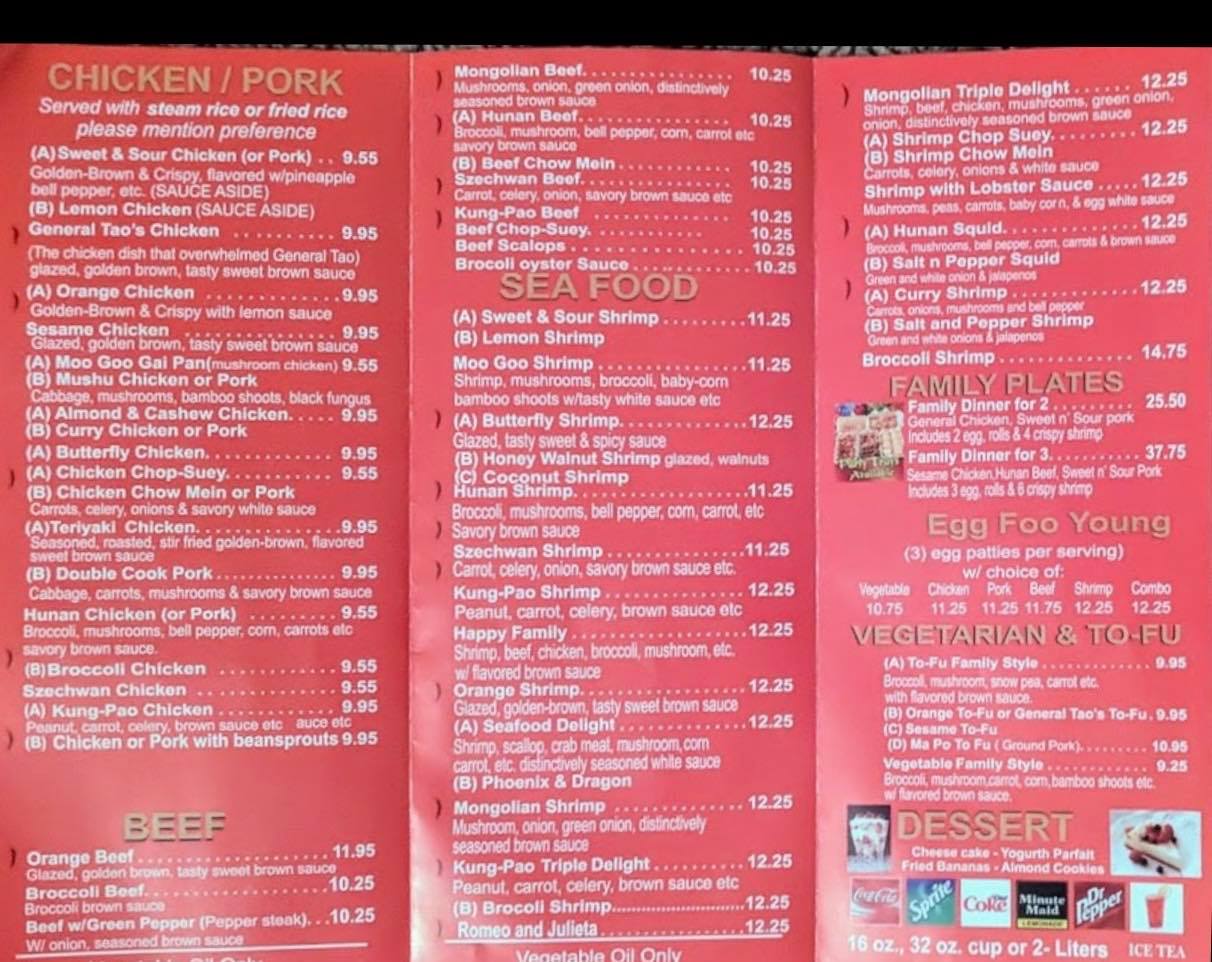 CHICKEN / PORK
Served with steam rice or fried rice
please mention preference
(A)Sweet & Sour Chicken (or Pork) .. 9.55
Golden-Brown & Crispy, flavored w/pineapple
bell pepper, etc. (SAUCE ASIDE)
(B) Lemon Chicken (SAUCE ASIDE)
General Tao's Chicken ........... 9.95
(The chicken dish that overwhelmed General Tao)
glazed, golden brown, tasty sweet brown sauce
(A) Orange Chicken .............9.95
Golden-Brown & Crispy with lemon sauce
Sesame Chicken ............... 9.95
Glazed, golden brown, tasty sweet brown sauce
(A) Moo Goo Gai Pan(mushroom chicken) 9.55
(B) Mushu Chicken or Pork
Cabbage, mushrooms, bamboo shoots, black fungus
(A) Almond & Cashew Chicken..... 9.95
(B) Curry Chicken or Pork
(A) Butterfly Chicken............. 9.95
(A) Chicken Chop-Suey........... 9.55
(B) Chicken Chow Mein or Pork
Carrots, celery, onions & savory white sauce
(A)Teriyaki Chicken..............9.95
Seasoned, roasted, stir fried golden-brown, flavored
sweet brown sauce
(B) Double Cook Pork............. 9.95
Cabbage, carrots, mushrooms & savory brown sauce
Hunan Chicken (or Pork) ......... 9.55
Broccoli, mushrooms, bell pepper, corn, carrots etc
savory brown sauce.
(B)Broccoli Chicken ............ 9.55
Szechwan Chicken .............. 9.55
(A) Kung-Pao Chicken ............ 9.95
Peanut, carrot, celery, brown sauce etc auce etc
(B) Chicken or Pork with beansprouts 9.95
BEEF
Orange Beef....................11.95
Glazed, golden brown, tasty sweet brown sauce
Broccoli Beef...................10.25
Broccoli brown sauce
Beef w/Green Pepper (Pepper steak)...10.25
W/ onion, seasoned brown sauce
Mongolian Beef................ 10.25
Mushrooms, onion, green onion, distinctively
seasoned brown sauce
(A) Hunan Beef................ 10.25
Broccoli, mushroom, bell pepper, corn, carrot etc
savory brown sauce
(B) Beef Chow Mein ............ 10.25
Szechwan Beef................ 10.25
Carrot, celery, onion, savory brown sauce etc
Kung-Pao Beef ............... 10.25
Beef Chop-Suey............. 10.25
Beef Scalops ................. 10.25
Brocoli oyster Sauce............... 10.25
SEA FOOD
(A) Sweet & Sour Shrimp .........11.25
(B) Lemon Shrimp
Moo Goo Shrimp ................11.25
Shrimp, mushrooms, broccoli, baby-corn
bamboo shoots w/tasty white sauce etc
(A) Butterfly Shrimp..............12.25
Glazed, tasty sweet & spicy sauce
(B) Honey Walnut Shrimp glazed, walnuts
(C) Coconut Shrimp
Hunan Shrimp...................11.25
Broccoli, mushrooms, bell pepper, corn, carrot, etc
Savory brown sauce
Szechwan Shrimp ...............11.25
Carrot, celery, onion, savory brown sauce etc.
Kung-Pao Shrimp ............... 12.25
Peanut, carrot, celery, brown sauce etc
Happy Family .................. 12.25
Shrimp, beef, chicken, broccoli, mushroom, etc.
w/ flavored brown sauce
Orange Shrimp................. 12.25
Glazed, golden-brown, tasty sweet brown sauce
(A) Seafood Delight ............. 12.25
Shrimp, scallop, crab meat, mushroom, corn
carrot, etc. distinctively seasoned white sauce
(B) Phoenix & Dragon
Mongolian Shrimp .............. 12.25
Mushroom, onion, green onion, distinctively
seasoned brown sauce
Kung-Pao Triple Delight .......... 12.25
Peanut, carrot, celery, brown sauce etc
(B) Brocoli Shrimp.......................12.25
Romeo and Julieta.................12.25
Vegetable Oil Only
Mongolian Triple Delight ...... 12.25
Shrimp, beef, chicken, mushrooms, green onion,
onion, distinctively seasoned brown sauce
(A) Shrimp Chop Suey......... 12.25
(B) Shrimp Chow Mein
Carrots, celery, onions & white sauce
Shrimp with Lobster Sauce ..... 12.25
Mushrooms, peas, carrots, baby corn, & egg white sauce
(A) Hunan Squid.............. 12.25
Broccoli, mushrooms, bell pepper, corn, carrots & brown sauce
(B) Salt n Pepper Squid
Green and white onion & jalapenos
(A) Curry Shrimp ............. 12.25
Carrots, onions, mushrooms and bell pepper
(B) Salt and Pepper Shrimp
Green and white onions & jalapenos
Broccoli Shrimp .............. 14.75
FAMILY PLATES
Family Dinner for 2 ......... 25.50
General Chicken, Sweet n' Sour pork
Includes 2 egg, rolls & 4 crispy shrimp
Family Dinner for 3.......... 37.75
Sesame Chicken,Hunan Beef, Sweet n' Sour Pork
Includes 3 egg, rolls & 6 crispy shrimp
Party Trays
Available
Egg Foo Young
(3) egg patties per serving)
w/ choice of:
Vegetable Chicken Pork Beef Shrimp Combo
10.75 11.25 11.25 11.75 12.25 12.25
VEGETARIAN & TO-FU
(A) To-Fu Family Style ............. 9.95
Broccoli, mushroom, snow pea, carrot etc.
with flavored brown sauce.
(B) Orange To-Fu or General Tao's To-Fu. 9.95
(C) Sesame To-Fu
(D) Ma Po To Fu ( Ground Pork)......... 10.95
Vegetable Family Style ............ 9.25
Broccoli, mushroom,carrot, corn,bamboo shoots etc.
w/ flavored brown sauce.
DESSERT
Cheese cake - Yogurth Parfait
Fried Bananas - Almond Cookies
Coca-Cola Sprite Diet Coke Minute Maid LEMONADE Dr Pepper
16 oz., 32 oz. cup or 2- Liters ICE TEA